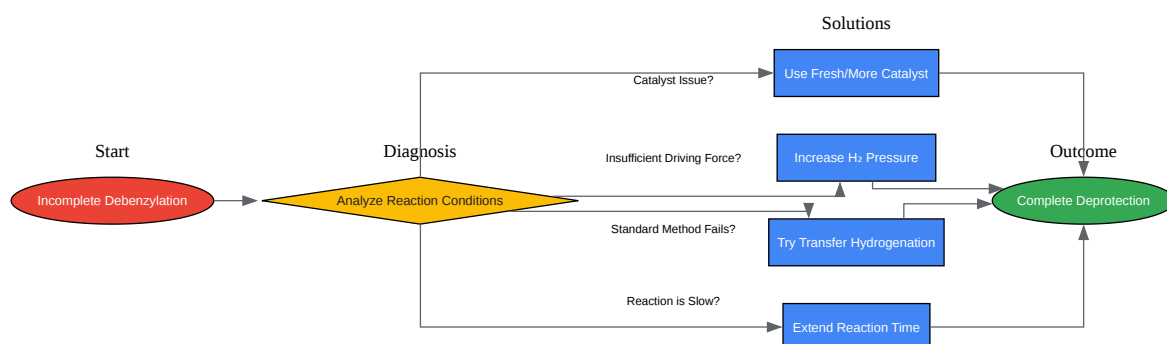 Solutions
Use Fresh/More Catalyst
Catalyst Issue?
Start
Diagnosis
Insufficient Driving Force?
Increase H₂ Pressure
Outcome
Incomplete Debenzylation
Analyze Reaction Conditions
Complete Deprotection
Standard Method Fails?
Try Transfer Hydrogenation
Reaction is Slow?
Extend Reaction Time